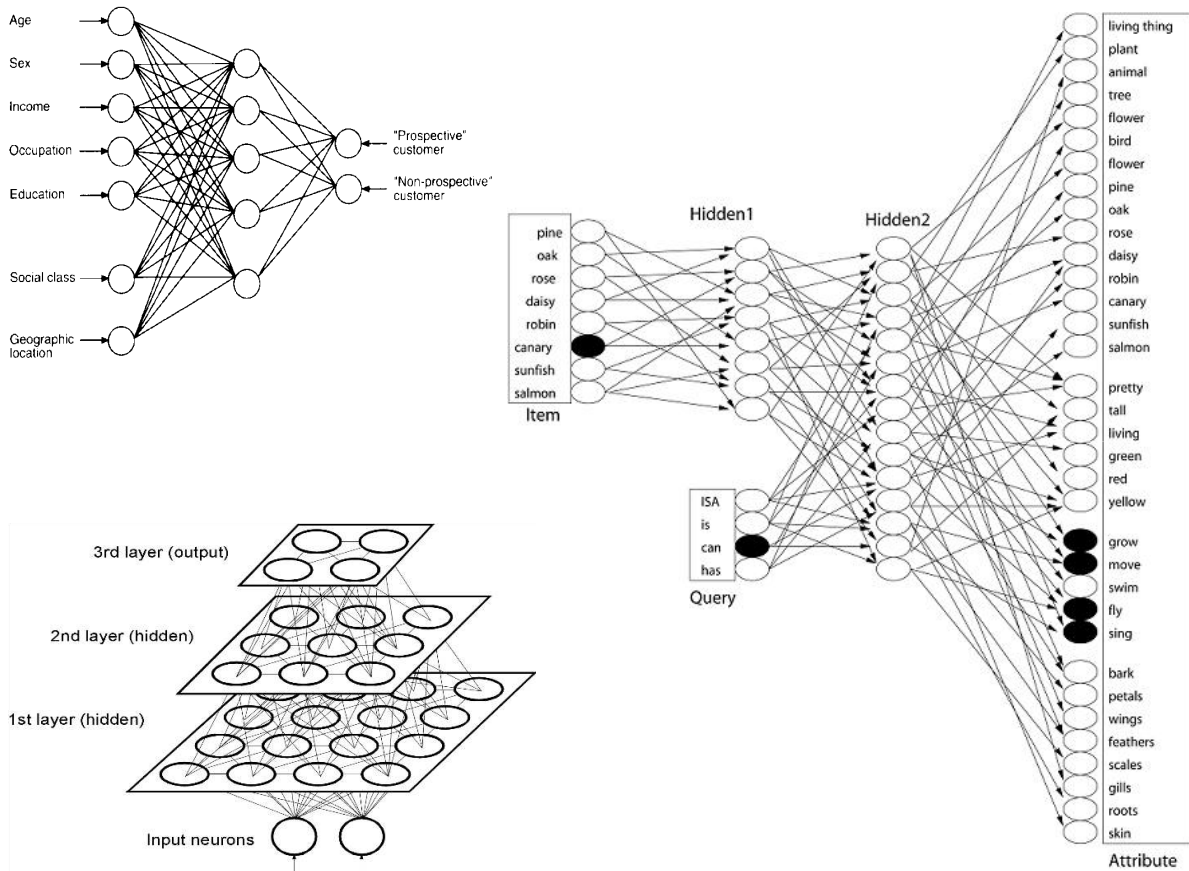 Age
Sex
Income
Occupation
Education
Social class
Geographic
location
"Prospective"
customer
"Non-prospective"
customer
3rd layer (output)
2nd layer (hidden)
1st layer (hidden)
Input neurons
Hidden1
Hidden2
pine
oak
rose
daisy
robin
canary
sunfish
salmon
Item
ISA
is
can
has
Query
living thing
plant
animal
tree
flower
bird
flower
pine
oak
rose
daisy
robin
canary
sunfish
salmon
pretty
tall
living
green
red
yellow
grow
move
swim
fly
sing
bark
petals
wings
feathers
scales
gills
roots
skin
Attribute